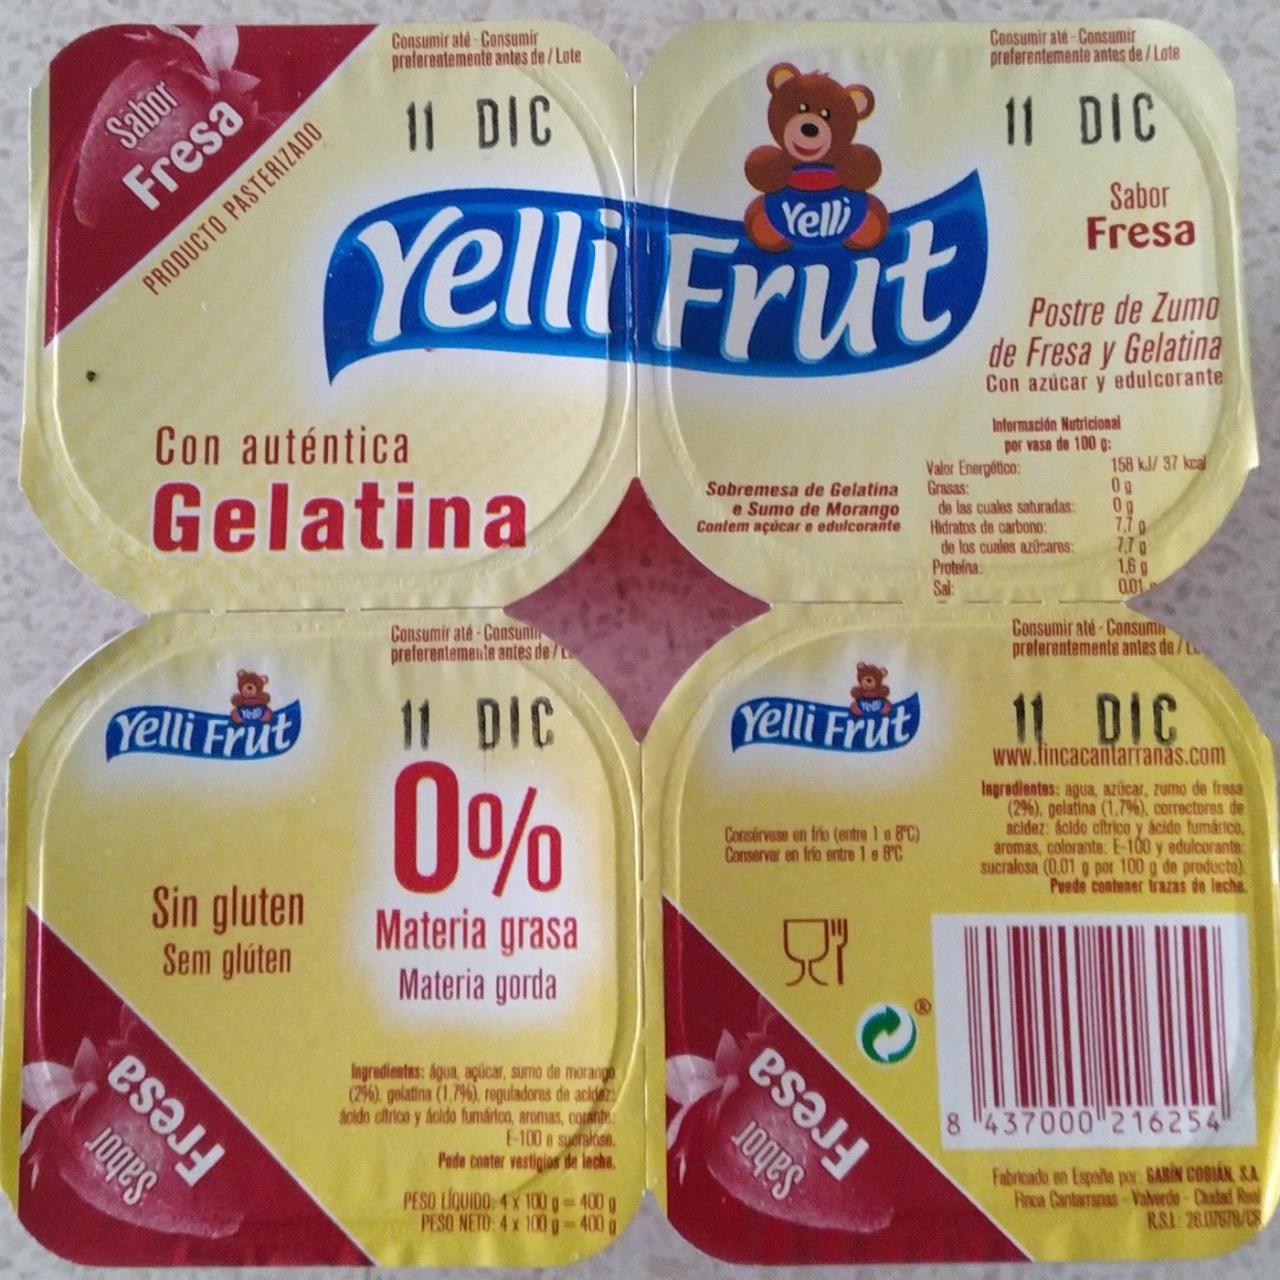 Consumir até - Consumir
preferentemente antes de / Lote
11 DIC
Sabor
Fresa
PRODUCTO PASTERIZADO
Yelli Frut
Yelli
Con auténtica
Gelatina
Consumir até - Consumir
preferentemente antes de / Lote
11 DIC
Sabor
Fresa
Postre de Zumo
de Fresa y Gelatina
Con azúcar y edulcorante
Sobremesa de Gelatina
e Sumo de Morango
Contem açúcar e edulcorante
Información Nutricional
por vaso de 100 g:
Valor Energético: 158 kJ/ 37 kcal
Grasas: 0 g
de las cuales saturadas: 0 g
Hidratos de carbono: 7,7 g
de los cuales azúcares: 7,7 g
Proteína: 1,6 g
Sal: 0.01
Consumir até - Consumir
preferentemente antes de /
11 DIC
Yelli Frut
Yelli
0%
Materia grasa
Materia gorda
Sin gluten
Sem glúten
Ingredientes: água, açúcar, sumo de morango
(2%), gelatina (1,7%), reguladores de acidez:
ácido cítrico y ácido fumárico, aromas, corante:
E-100 e sucralose.
Pode conter vestigios de leche.
PESO LÍQUIDO: 4 x 100 g = 400 g
PESO NETO: 4 x 100 g = 400 g
Sabor
Fresa
Consumir até - Consumir
preferentemente antes de /
11 DIC
Yelli Frut
Yelli
www.fincacantarranas.com
Ingredientes: agua, azúcar, zumo de fresa
(2%), gelatina (1,7%), correctores de
acidez: ácido cítrico y ácido fumárico,
aromas, colorante: E-100 y edulcorante:
sucralosa (0,01 g por 100 g de producto).
Puede contener trazas de leche.
Consérvese en frío (entre 1 e 8ºC)
Conservar en frío entre 1 e 8ºC
®
8 437000 216254
Sabor
Fresa
Fabricado en España por: GARÍN COBIÁN, S.A.
Finca Cantarranas - Valverde - Ciudad Real
R.S.I.: 26.07678/CR